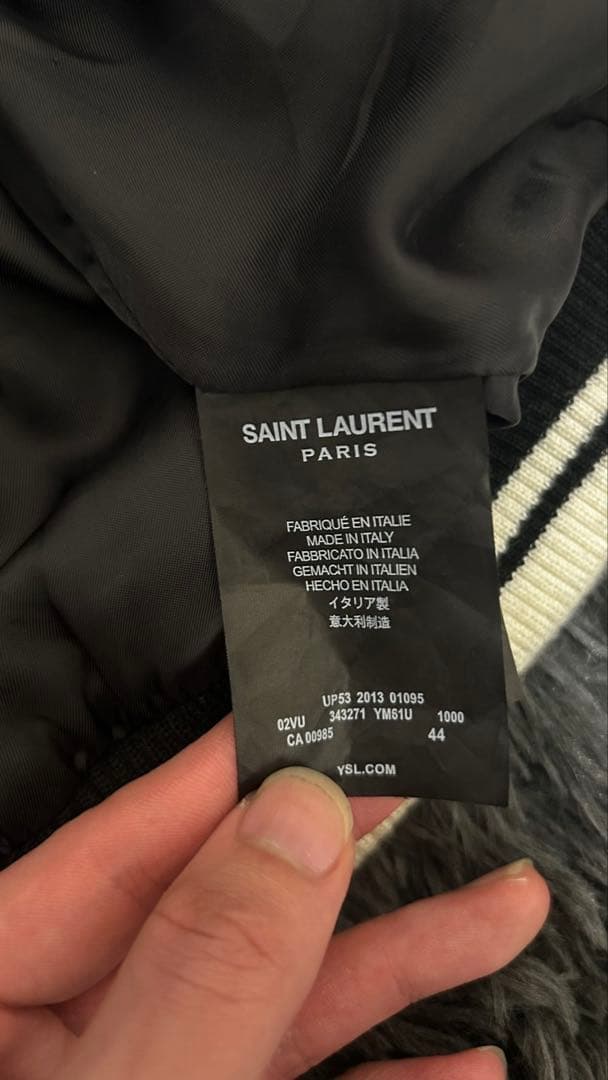 SAINT LAURENT
PARIS
FABRIQUÉ EN ITALIE
MADE IN ITALY
FABBRICATO IN ITALIA
GEMACHT IN ITALIEN
HECHO EN ITALIA
イタリア製
意大利制造
UP53 2013 01095
02VU 343271 YM61U 1000
CA 00985 44
YSL.COM